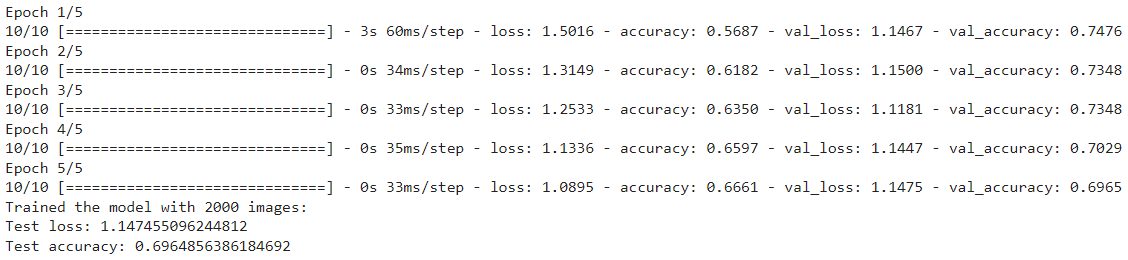 Epoch 1/5
10/10 [==============================] - 3s 60ms/step - loss: 1.5016 - accuracy: 0.5687 - val_loss: 1.1467 - val_accuracy: 0.7476
Epoch 2/5
10/10 [==============================] - 0s 34ms/step - loss: 1.3149 - accuracy: 0.6182 - val_loss: 1.1500 - val_accuracy: 0.7348
Epoch 3/5
10/10 [==============================] - 0s 33ms/step - loss: 1.2533 - accuracy: 0.6350 - val_loss: 1.1181 - val_accuracy: 0.7348
Epoch 4/5
10/10 [==============================] - 0s 35ms/step - loss: 1.1336 - accuracy: 0.6597 - val_loss: 1.1447 - val_accuracy: 0.7029
Epoch 5/5
10/10 [==============================] - 0s 33ms/step - loss: 1.0895 - accuracy: 0.6661 - val_loss: 1.1475 - val_accuracy: 0.6965
Trained the model with 2000 images:
Test loss: 1.147455096244812
Test accuracy: 0.6964856386184692